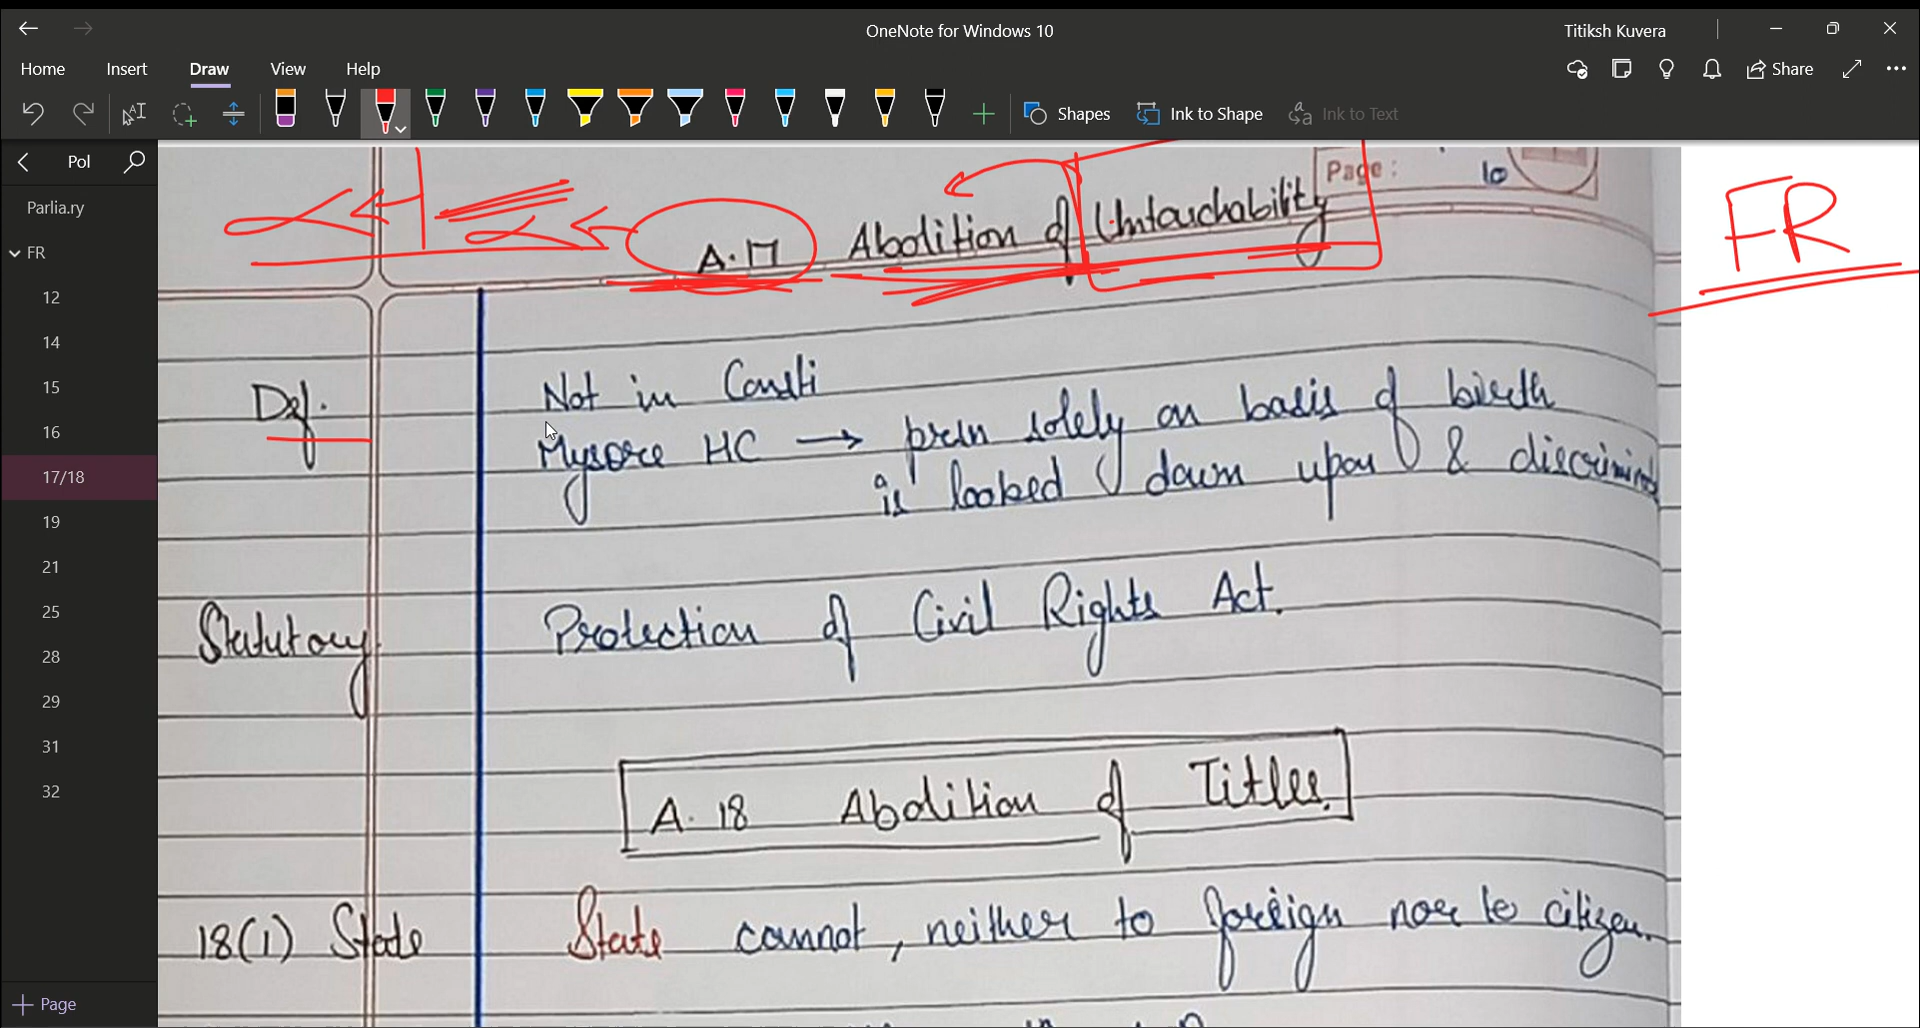 OneNote for Windows 10
Titiksh Kuvera
Home Insert Draw View Help
Share
Shapes Ink to Shape Ink to Text
Pol
Parlia.ry
FR
12
14
15
16
17/18
19
21
25
28
29
31
32
Page
Page : 10
FR
A. 17 Abolition of Untouchability
Def. Not in Consti
Mysore HC → prsn solely on basis of birth
is looked down upon & discrimina
Statutory Protection of Civil Rights Act.
A. 18 Abolition of Titles.
18(1) State State cannot, neither to foreign nor to citizen.